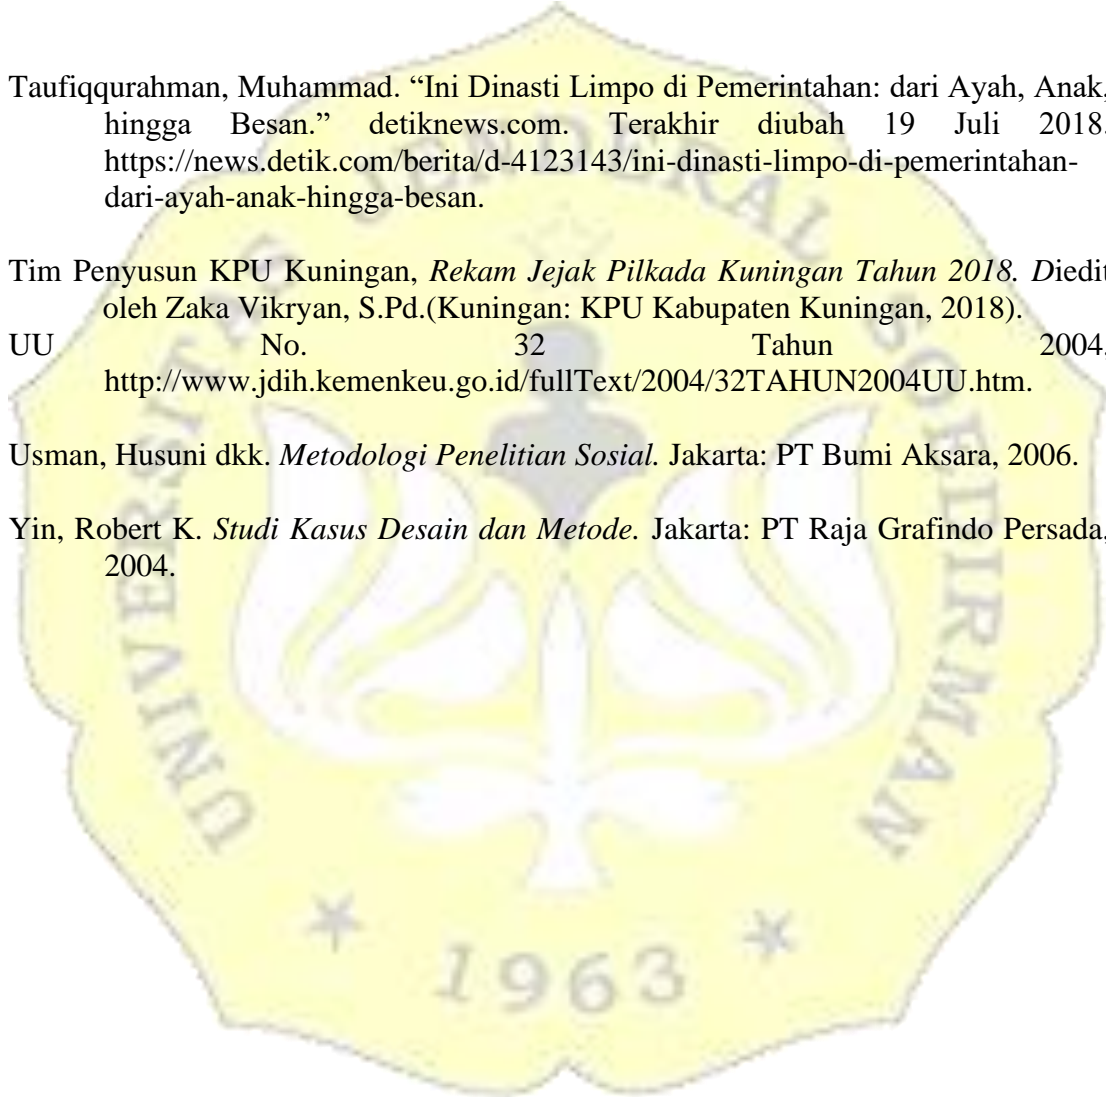 Taufiqqurahman, Muhammad. “Ini Dinasti Limpo di Pemerintahan: dari Ayah, Anak,
hingga Besan.” detiknews.com. Terakhir diubah 19 Juli 2018.
https://news.detik.com/berita/d-4123143/ini-dinasti-limpo-di-pemerintahan-
dari-ayah-anak-hingga-besan.
Tim Penyusun KPU Kuningan, Rekam Jejak Pilkada Kuningan Tahun 2018. Diedit
oleh Zaka Vikryan, S.Pd.(Kuningan: KPU Kabupaten Kuningan, 2018).
UU No. 32 Tahun 2004.
http://www.jdih.kemenkeu.go.id/fullText/2004/32TAHUN2004UU.htm.
Usman, Husuni dkk. Metodologi Penelitian Sosial. Jakarta: PT Bumi Aksara, 2006.
Yin, Robert K. Studi Kasus Desain dan Metode. Jakarta: PT Raja Grafindo Persada,
2004.
UNIVERSITAS JENDERAL SOEDIRMAN
1963